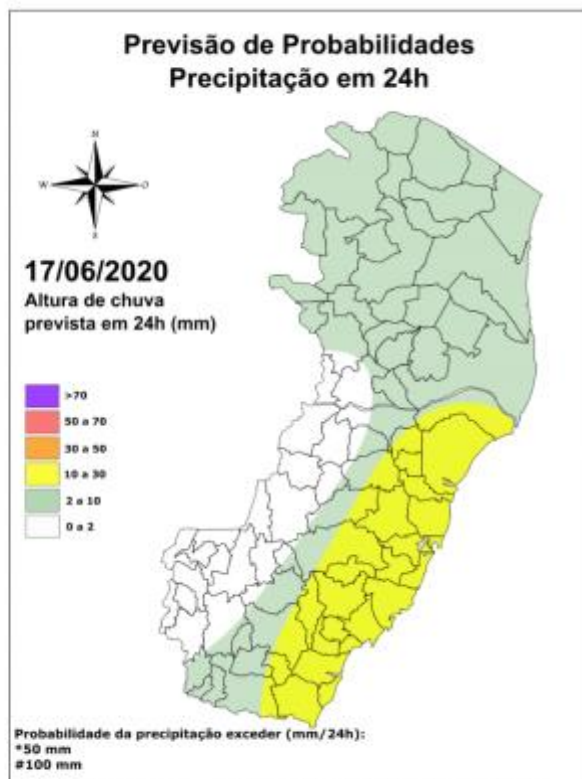 Previsão de Probabilidades
Precipitação em 24h
N
W
O
S
17/06/2020
Altura de chuva
prevista em 24h (mm)
>70
50 a 70
30 a 50
10 a 30
2 a 10
0 a 2
Probabilidade da precipitação exceder (mm/24h):
*50 mm
#100 mm